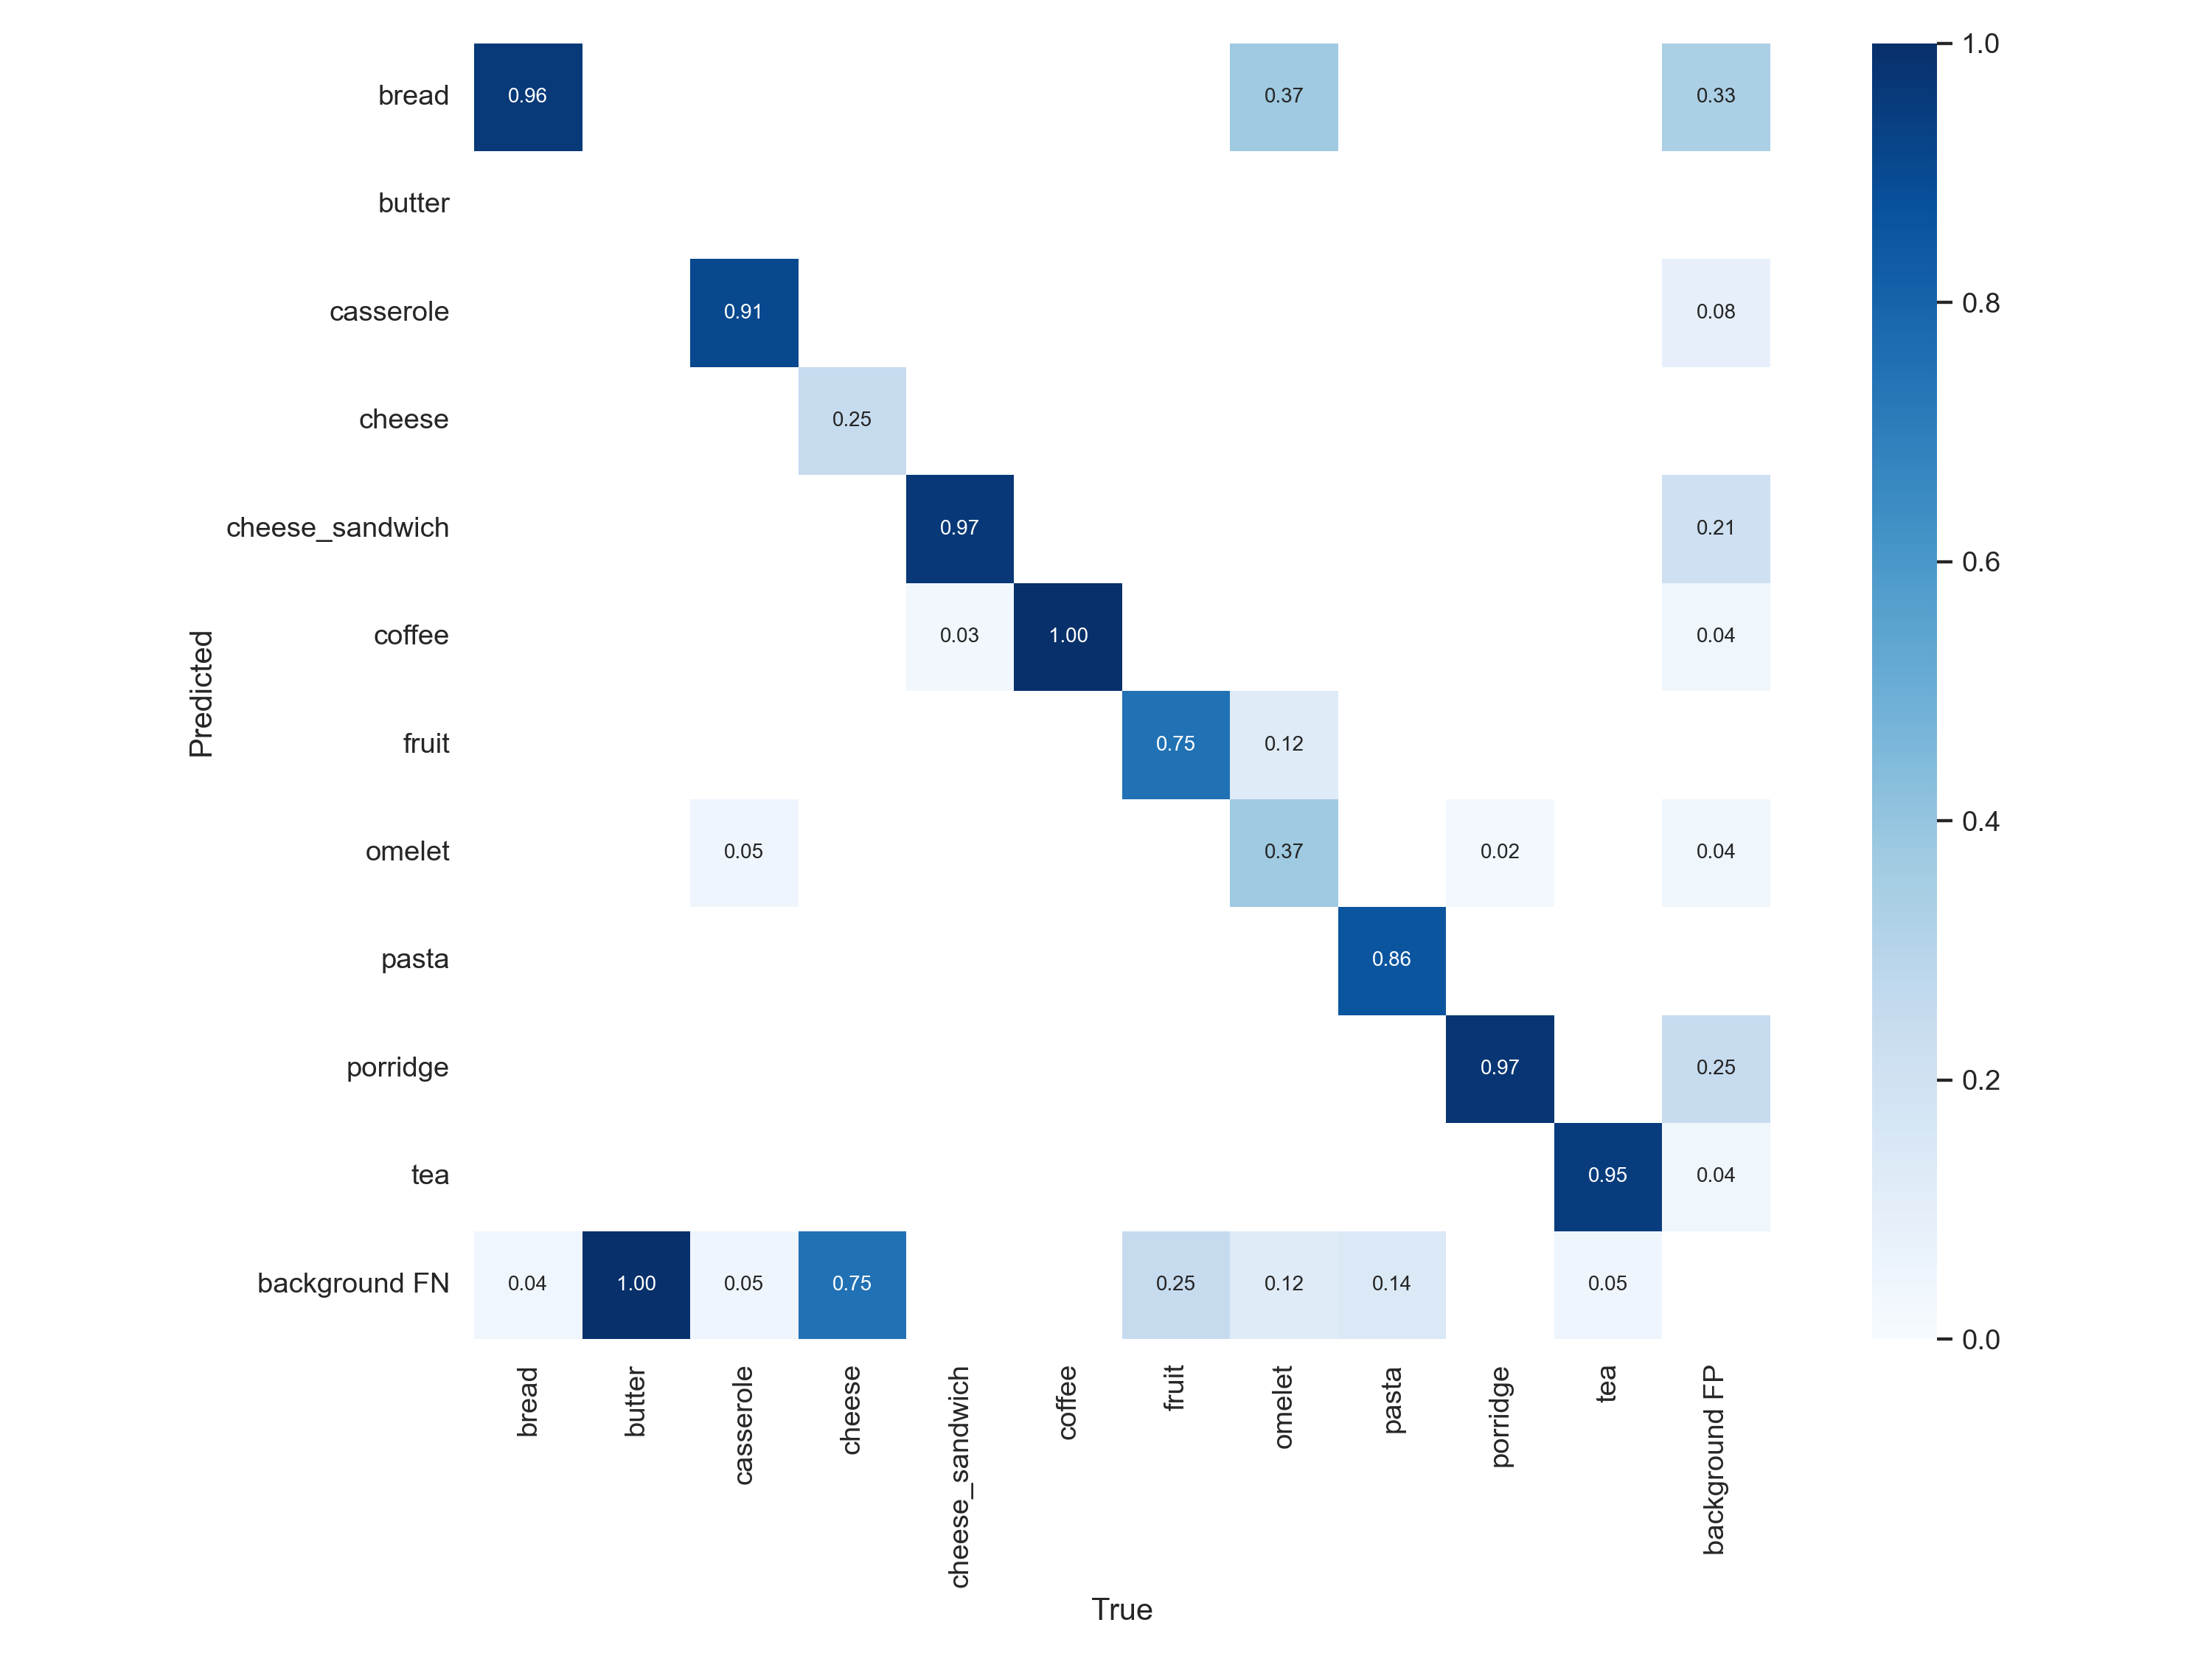 bread 0.96 0.37 0.33
butter
casserole 0.91 0.08
cheese 0.25
cheese_sandwich 0.97 0.21
coffee 0.03 1.00 0.04
fruit 0.75 0.12
omelet 0.05 0.37 0.02 0.04
pasta 0.86
porridge 0.97 0.25
tea 0.95 0.04
background FN 0.04 1.00 0.05 0.75 0.25 0.12 0.14 0.05
Predicted
bread
butter
casserole
cheese
cheese_sandwich
coffee
fruit
omelet
pasta
porridge
tea
background FP
True
1.0
0.8
0.6
0.4
0.2
0.0